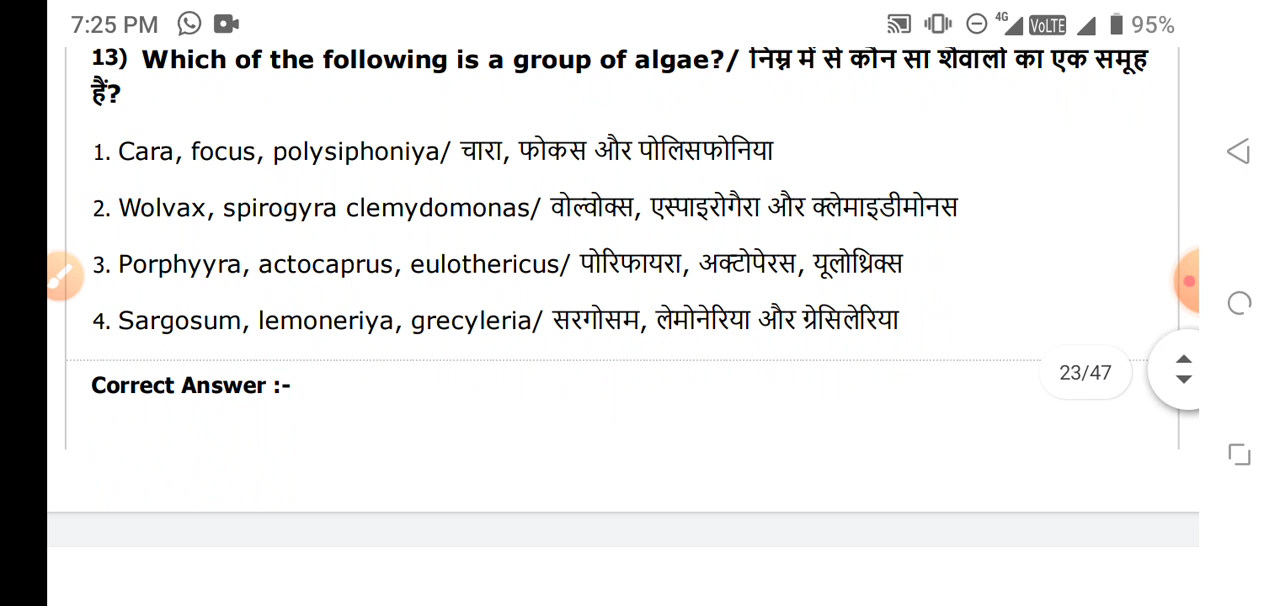 7:25 PM 4G VoLTE 95%
13) Which of the following is a group of algae?/ निम्न में से कौन सा शैवालों का एक समूह
हैं?
1. Cara, focus, polysiphoniya/ चारा, फोकस और पोलिसफोनिया
2. Wolvax, spirogyra clemydomonas/ वोल्वोक्स, एस्पाइरोगैरा और क्लेमाइडीमोनस
3. Porphyyra, actocaprus, eulothericus/ पोरिफायरा, अक्टोपेरस, यूलोथ्रिक्स
4. Sargosum, lemoneriya, grecyleria/ सरगोसम, लेमोनेरिया और ग्रेसिलेरिया
23/47
Correct Answer :-